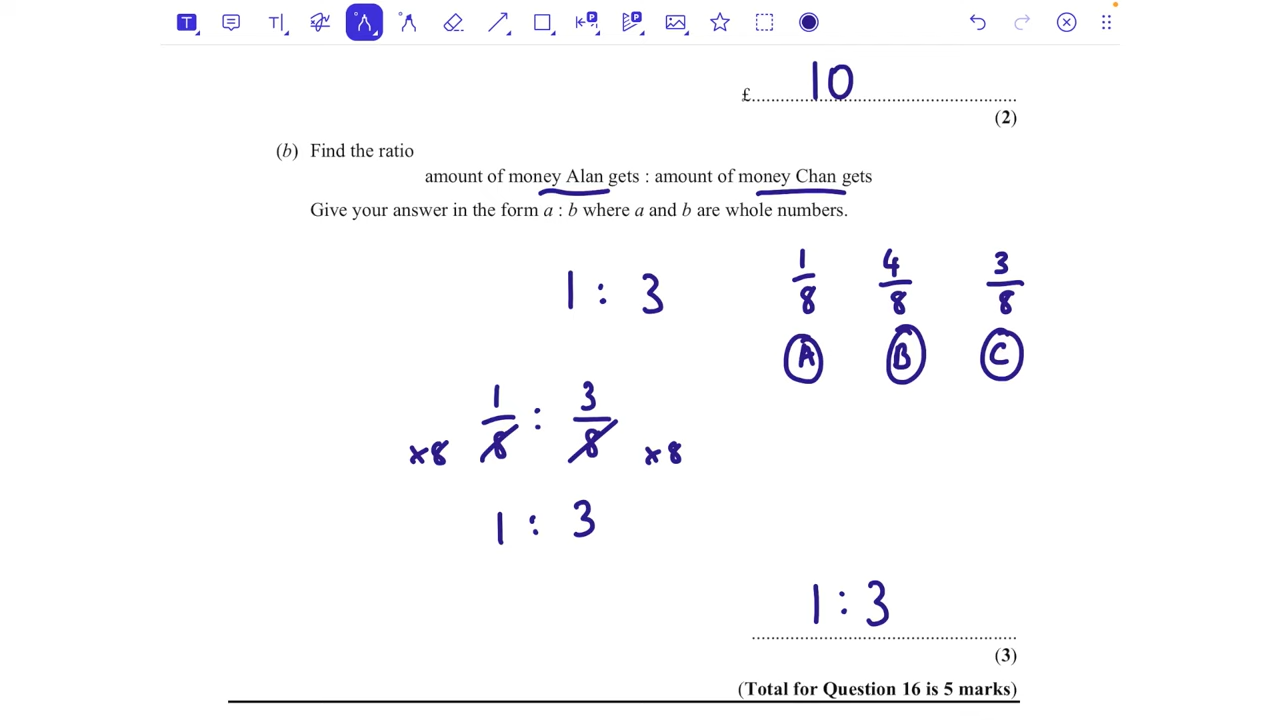 £ 10
(2)
(b) Find the ratio
amount of money Alan gets : amount of money Chan gets
Give your answer in the form a : b where a and b are whole numbers.
1 : 3
1/8 4/8 3/8
A B C
×8 1/8 : 3/8 ×8
1 : 3
1 : 3
(3)
(Total for Question 16 is 5 marks)